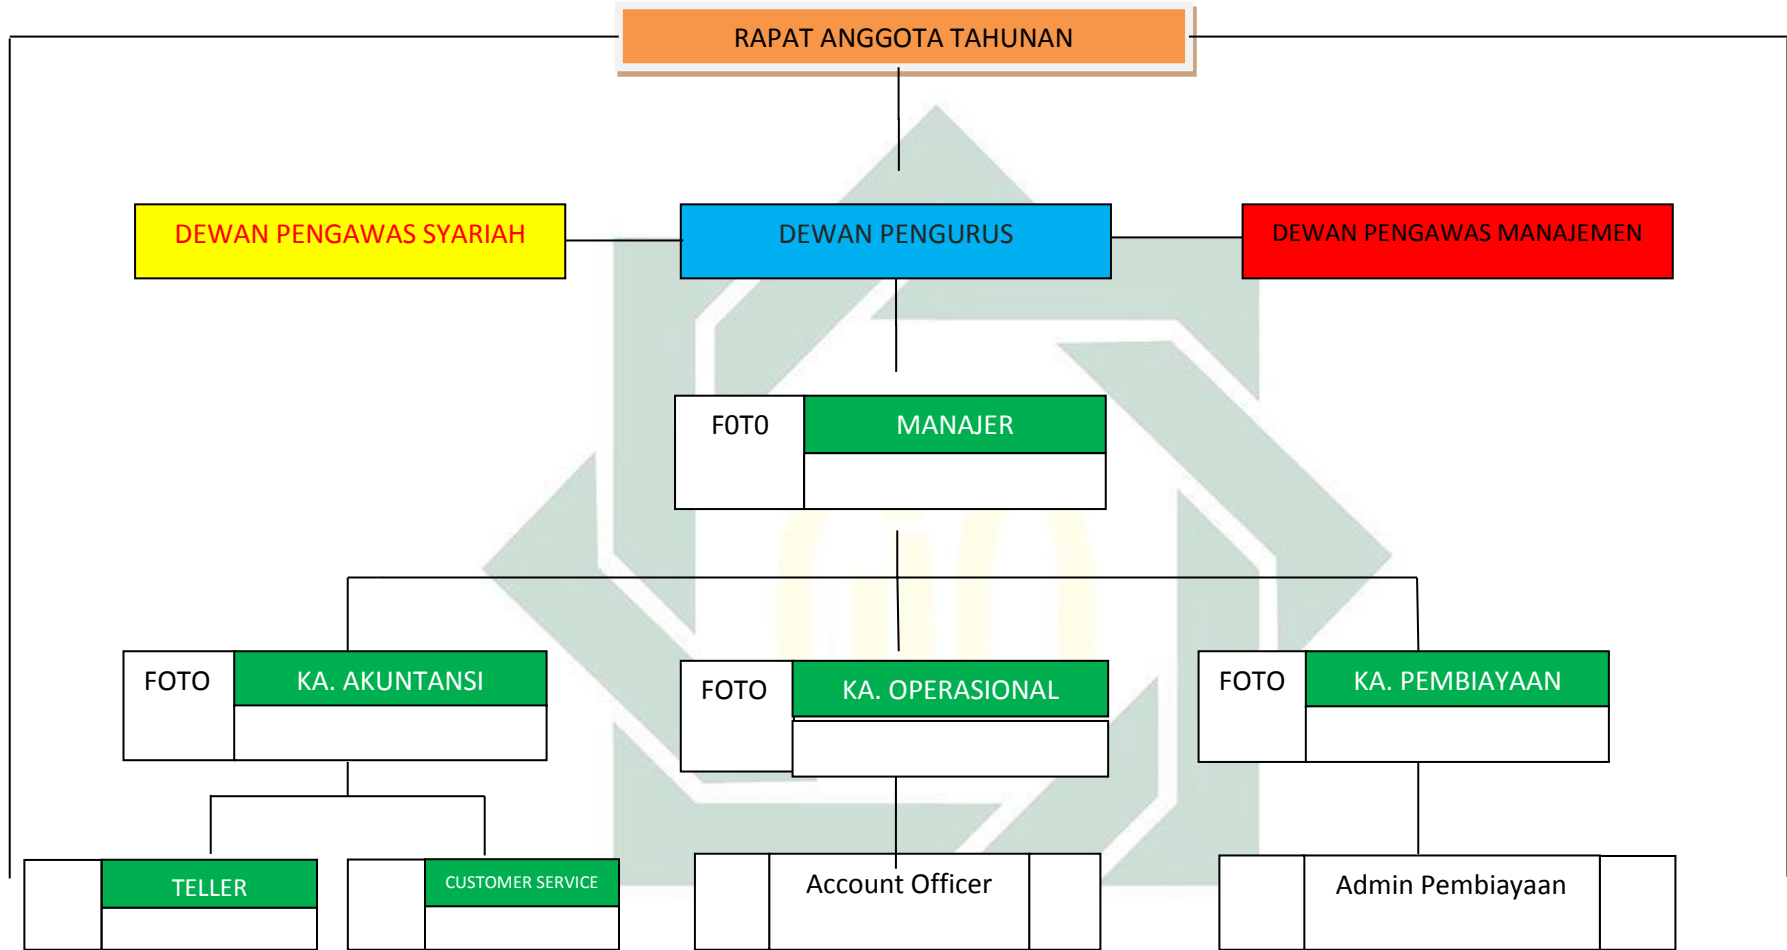 RAPAT ANGGOTA TAHUNAN
DEWAN PENGAWAS SYARIAH
DEWAN PENGURUS
DEWAN PENGAWAS MANAJEMEN
F0T0
MANAJER
FOTO
KA. AKUNTANSI
FOTO
KA. OPERASIONAL
FOTO
KA. PEMBIAYAAN
TELLER
CUSTOMER SERVICE
Account Officer
Admin Pembiayaan